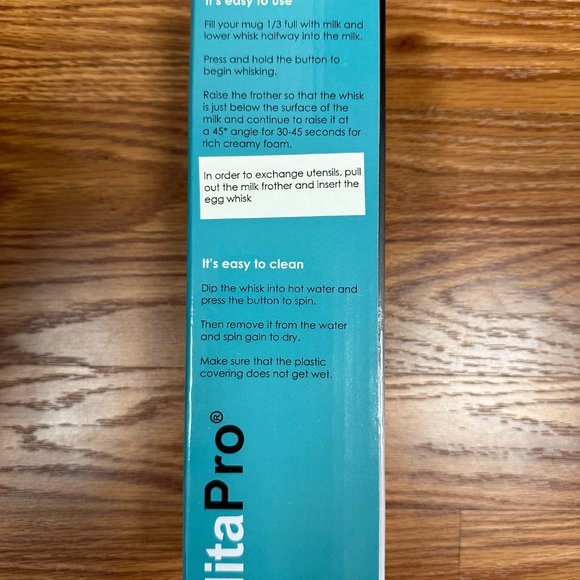 It's easy to use
Fill your mug 1/3 full with milk and
lower whisk halfway into the milk.
Press and hold the button to
begin whisking.
Raise the frother so that the whisk
is just below the surface of the
milk and continue to raise it at
a 45* angle for 30-45 seconds for
rich creamy foam.
In order to exchange utensils, pull
out the milk frother and insert the
egg whisk
It's easy to clean
Dip the whisk into hot water and
press the button to spin.
Then remove it from the water
and spin gain to dry.
Make sure that the plastic
covering does not get wet.
litaPro®